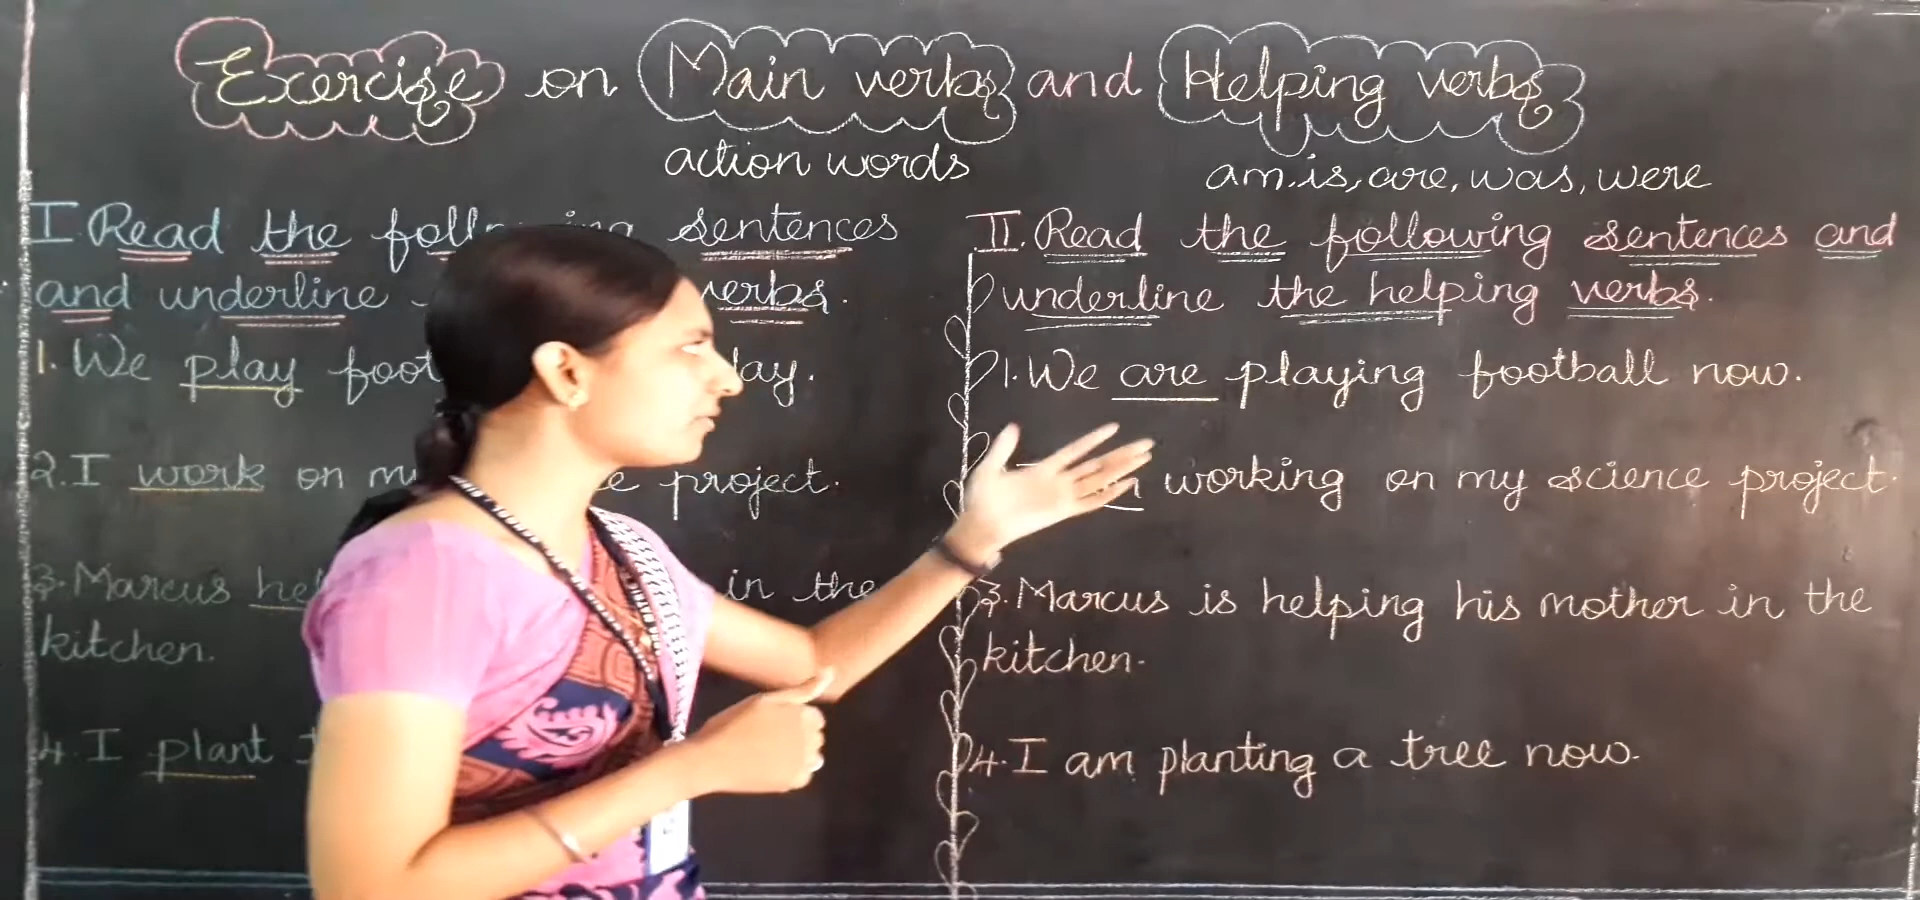 Exercise on Main verbs and Helping verbs
action words
am, is, are, was, were
I. Read the sentences
and underline verbs.
1. We play
2. I work on project.
3. Marcus in the
kitchen.
4. I plant
II. Read the following sentences and
underline the helping verbs.
1. We are playing football now.
working on my science project.
3. Marcus is helping his mother in the
kitchen.
4. I am planting a tree now.